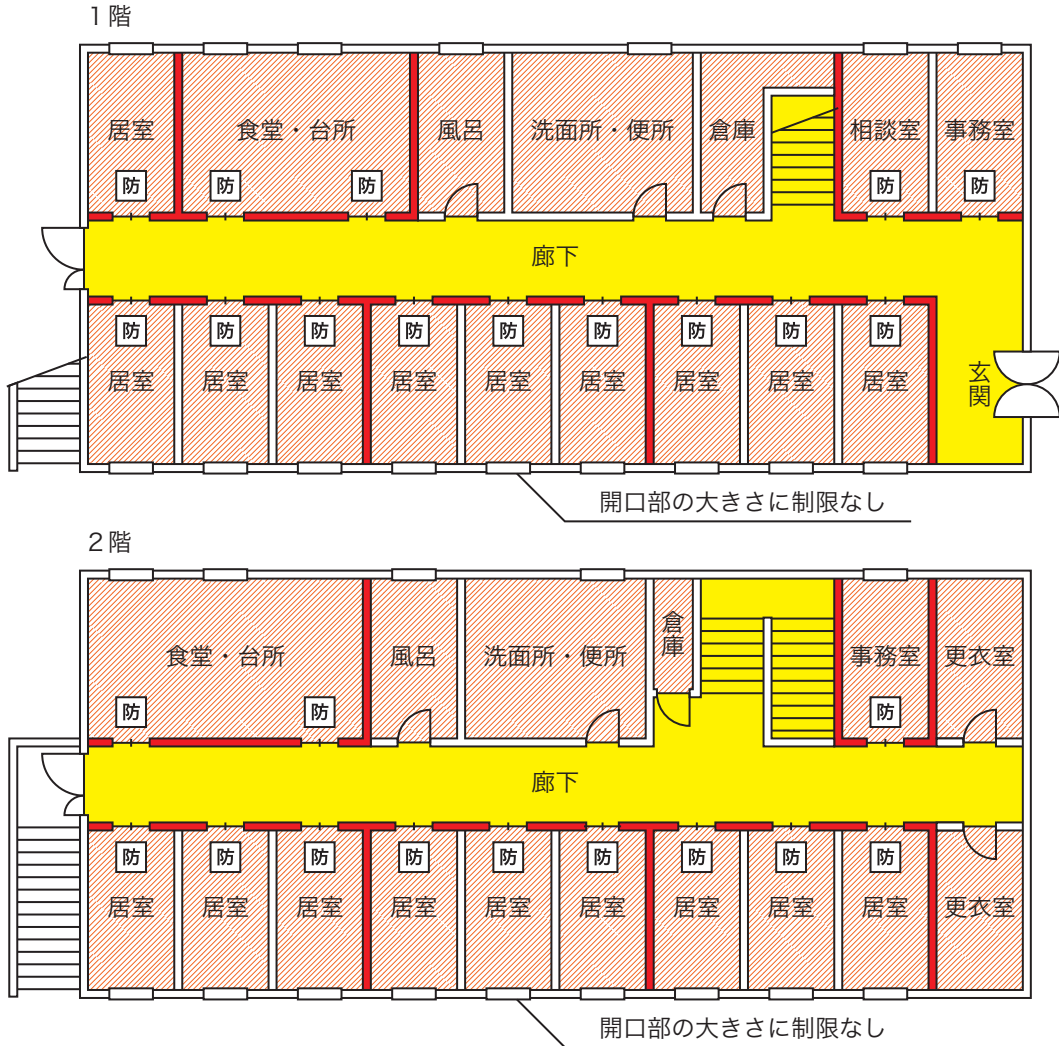 1階
居室
食堂・台所
風呂
洗面所・便所
倉庫
相談室
事務室
防
防
防
防
防
廊下
防
防
防
防
防
防
防
防
防
居室
居室
居室
居室
居室
居室
居室
居室
居室
玄関
開口部の大きさに制限なし
2階
食堂・台所
風呂
洗面所・便所
倉庫
事務室
更衣室
防
防
防
廊下
防
防
防
防
防
防
防
防
防
居室
居室
居室
居室
居室
居室
居室
居室
居室
更衣室
開口部の大きさに制限なし